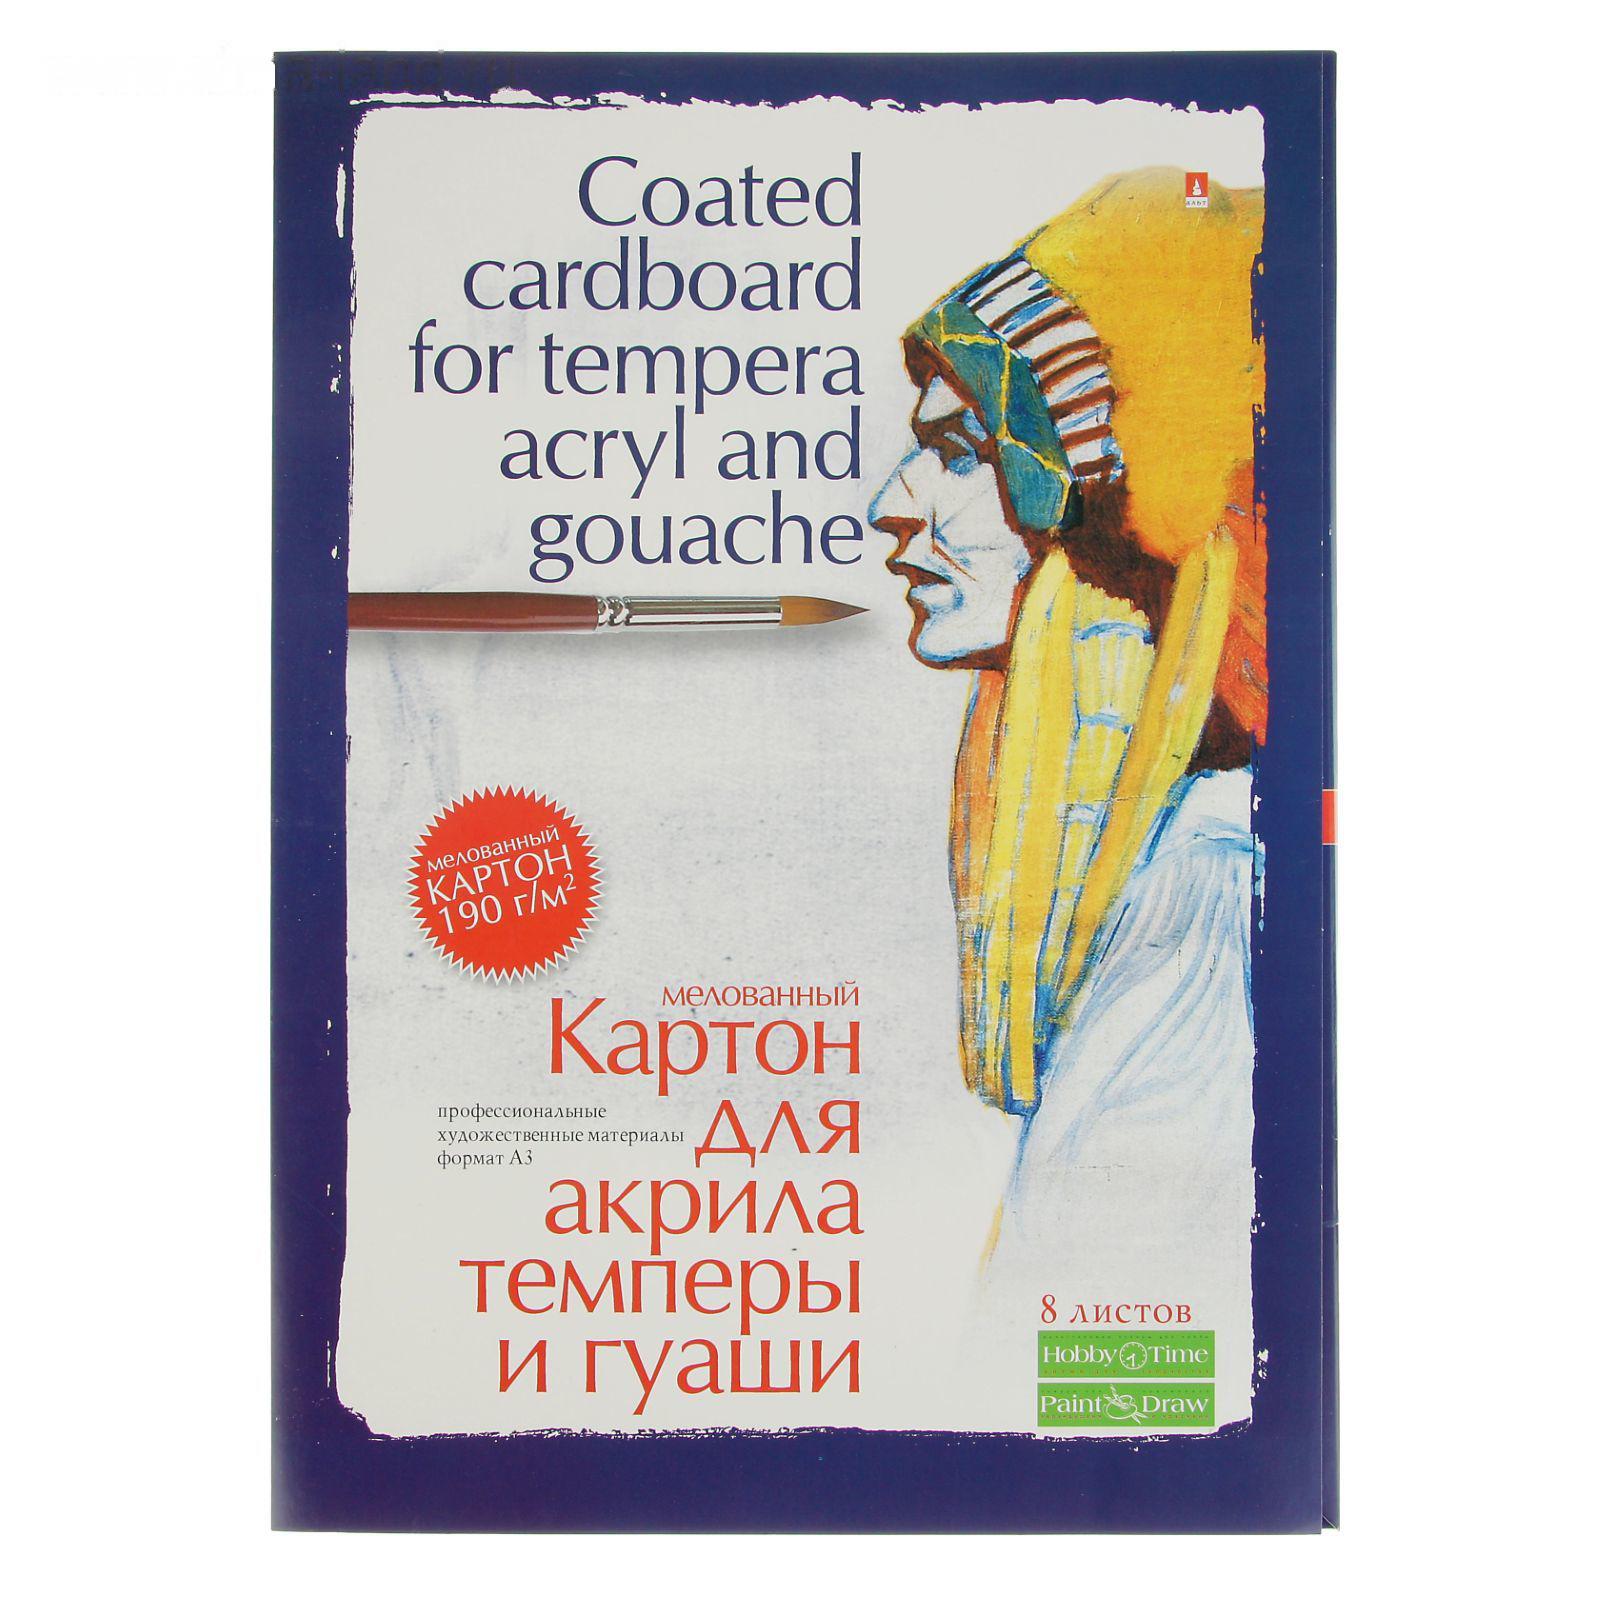 альт
Coated
cardboard
for tempera
acryl and
gouache
мелованный
КАРТОН
190 г/м²
мелованный
Картон
для
акрила
темперы
и гуаши
профессиональные
художественные материалы
формат А3
8 листов
Hobby Time
Paint Draw